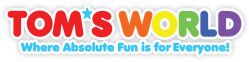 TOM★S WORLD
Where Absolute Fun is for Everyone!